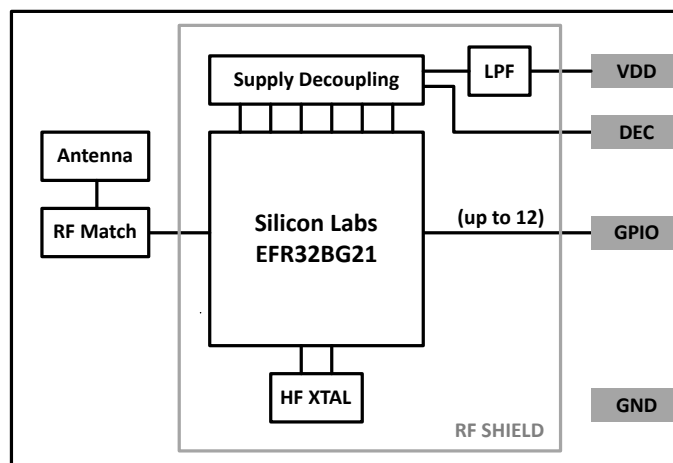 Supply Decoupling
LPF
VDD
DEC
Antenna
RF Match
Silicon Labs
EFR32BG21
(up to 12)
GPIO
HF XTAL
GND
RF SHIELD